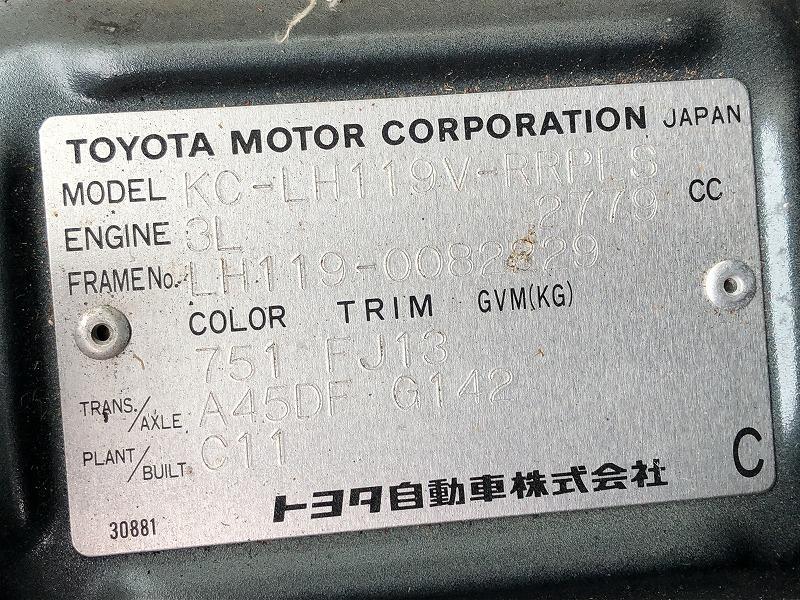 TOYOTA MOTOR CORPORATION JAPAN
MODEL KC-LH119V-RRPFS
ENGINE 3L 2779 CC
FRAME No. LH119-0082829
COLOR TRIM GVM(KG)
751 FJ13
TRANS./AXLE A45DF G142
PLANT/BUILT C11
C
トヨタ自動車株式会社
30881